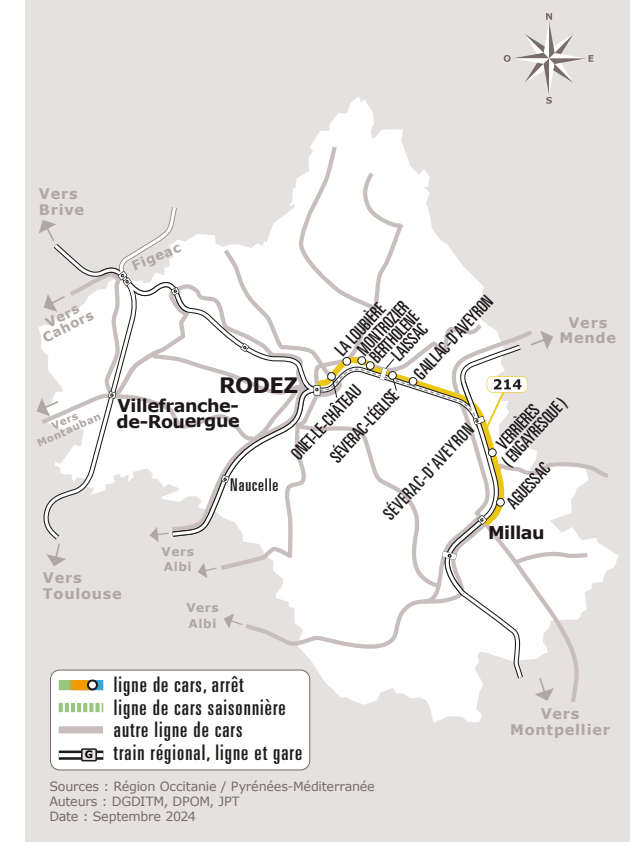 N
O
E
S
Vers
Brive
Figeac
Vers
Cahors
Vers
Montauban
Villefranche-
de-Rouergue
RODEZ
ONET-LE-CHÂTEAU
LA LOUBIÈRE
MONTROZIER
BERTHOLÈNE
LAISSAC
SÉVERAC-L'ÉGLISE
GAILLAC-D'AVEYRON
Vers
Mende
214
SÉVERAC-D'AVEYRON
VERRIÈRES
(ENGAYRESQUE)
AGUESSAC
Millau
Naucelle
Vers
Albi
Vers
Toulouse
Vers
Albi
Vers
Montpellier
ligne de cars, arrêt
ligne de cars saisonnière
autre ligne de cars
G
train régional, ligne et gare
Sources : Région Occitanie / Pyrénées-Méditerranée
Auteurs : DGDITM, DPOM, JPT
Date : Septembre 2024